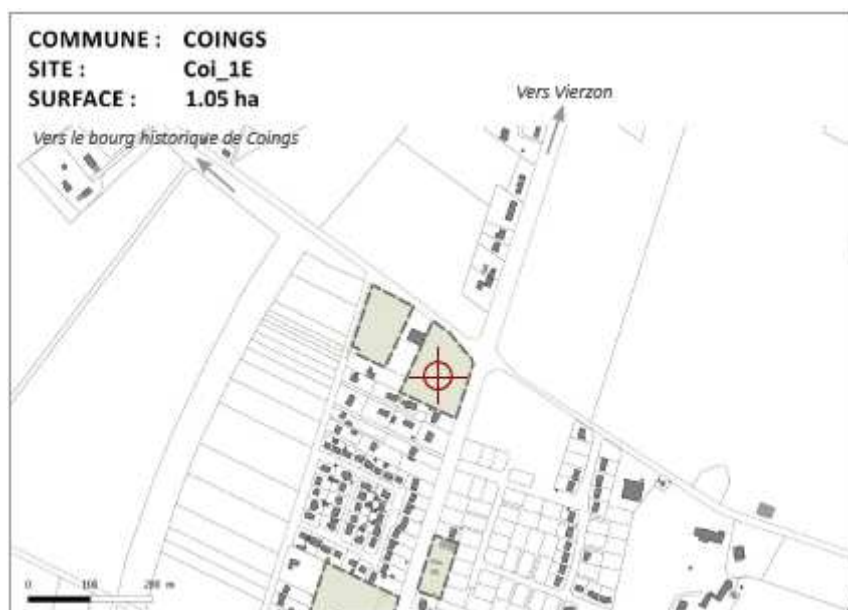 COMMUNE : COINGS
SITE : Coi_1E
SURFACE : 1.05 ha
Vers Vierzon
Vers le bourg historique de Coings
0 100 200 m